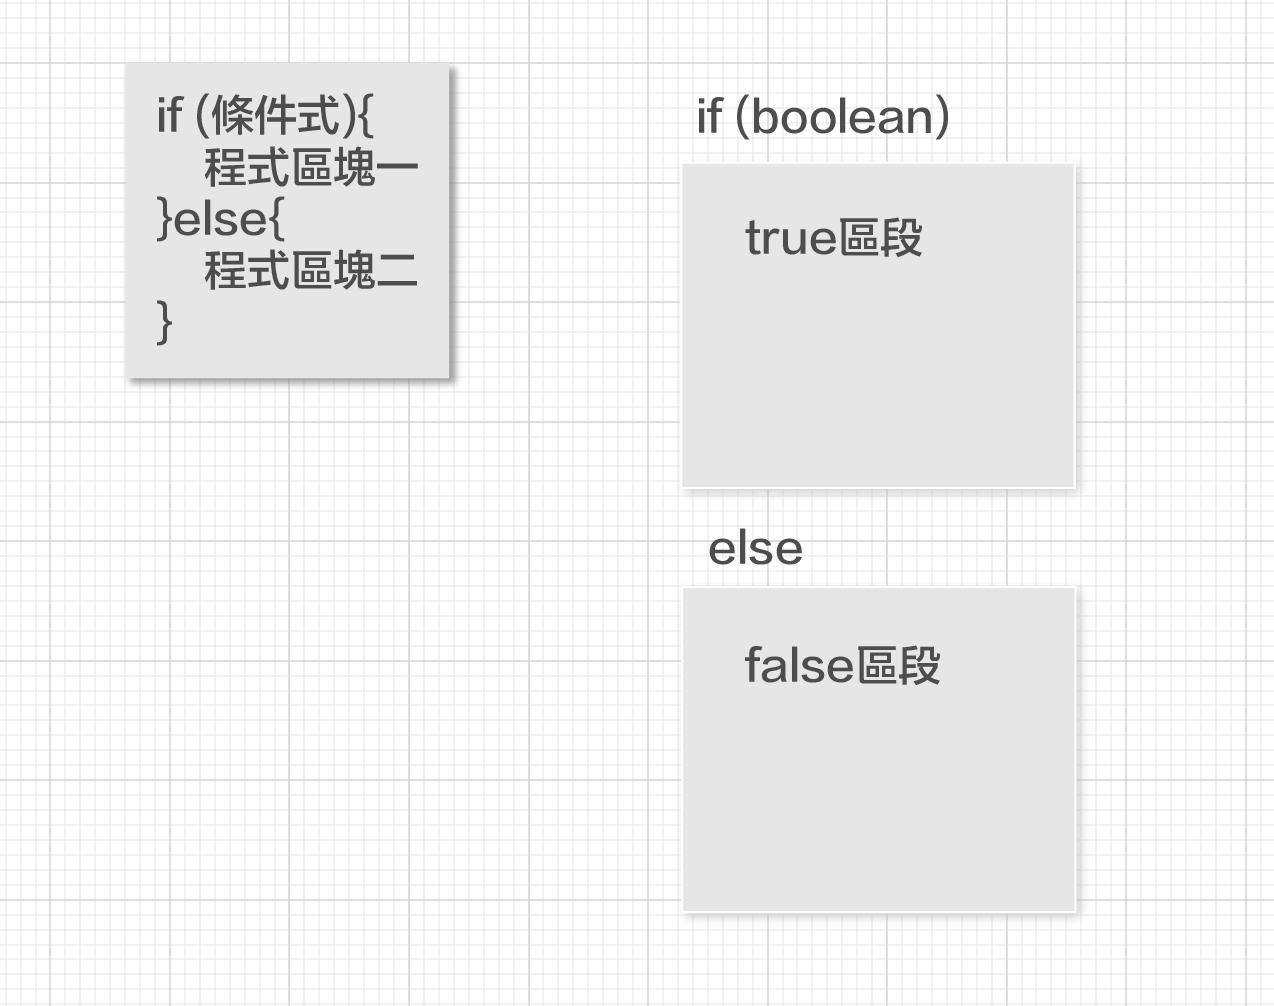 if (條件式){
程式區塊一
}else{
程式區塊二
}
if (boolean)
true區段
else
false區段